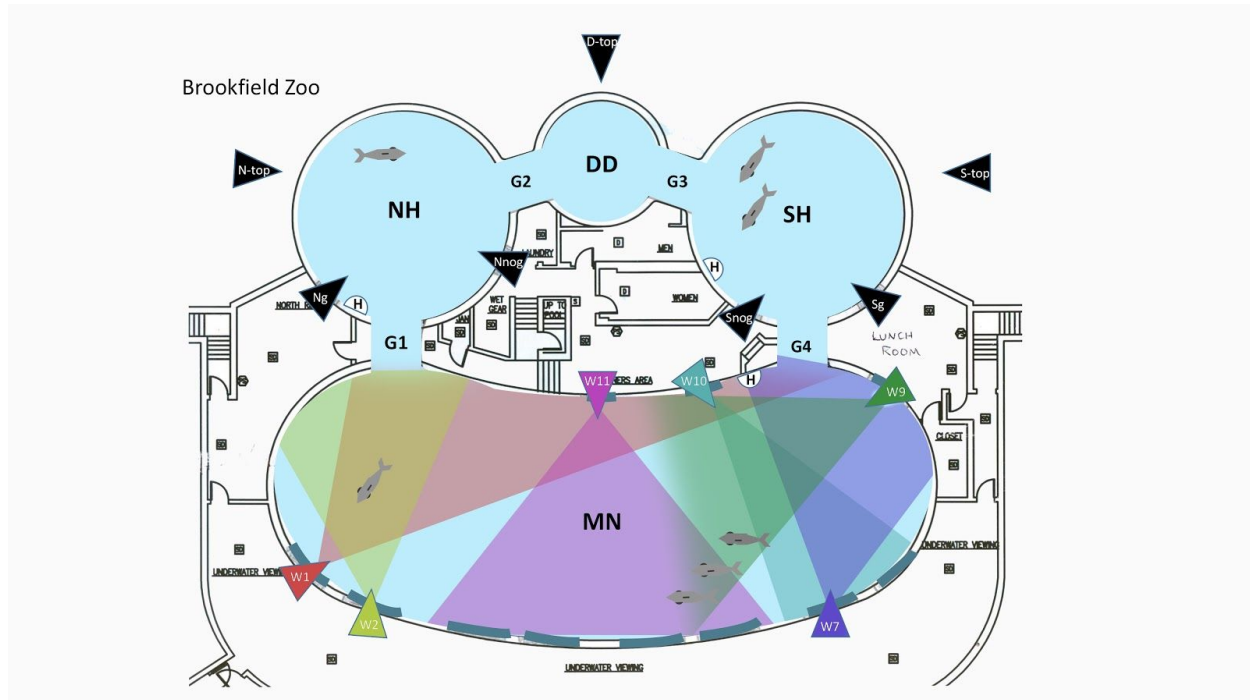 D-top
Brookfield Zoo
N-top
S-top
DD
G2
G3
NH
SH
H
Nnog
LAUNDRY
D
MEN
Ng
H
NORTH
WET
GEAR
UP TO
POOL
S
D
WOMEN
Snog
Sg
LUNCH
ROOM
G1
G4
W11
W10
H
W9
CLOSET
MN
UNDERWATER VIEWING
UNDERWATER
W1
W2
W7
UNDERWATER VIEWING